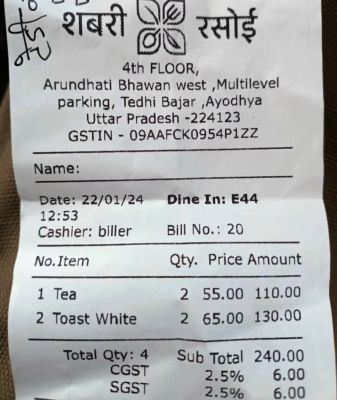 शबरी रसोई
4th FLOOR,
Arundhati Bhawan west ,Multilevel
parking, Tedhi Bajar ,Ayodhya
Uttar Pradesh -224123
GSTIN - 09AAFCK0954P1ZZ
Name:
Date: 22/01/24 Dine In: E44
12:53
Cashier: biller Bill No.: 20
No.Item Qty. Price Amount
1 Tea 2 55.00 110.00
2 Toast White 2 65.00 130.00
Total Qty: 4 Sub Total 240.00
CGST 2.5% 6.00
SGST 2.5% 6.00